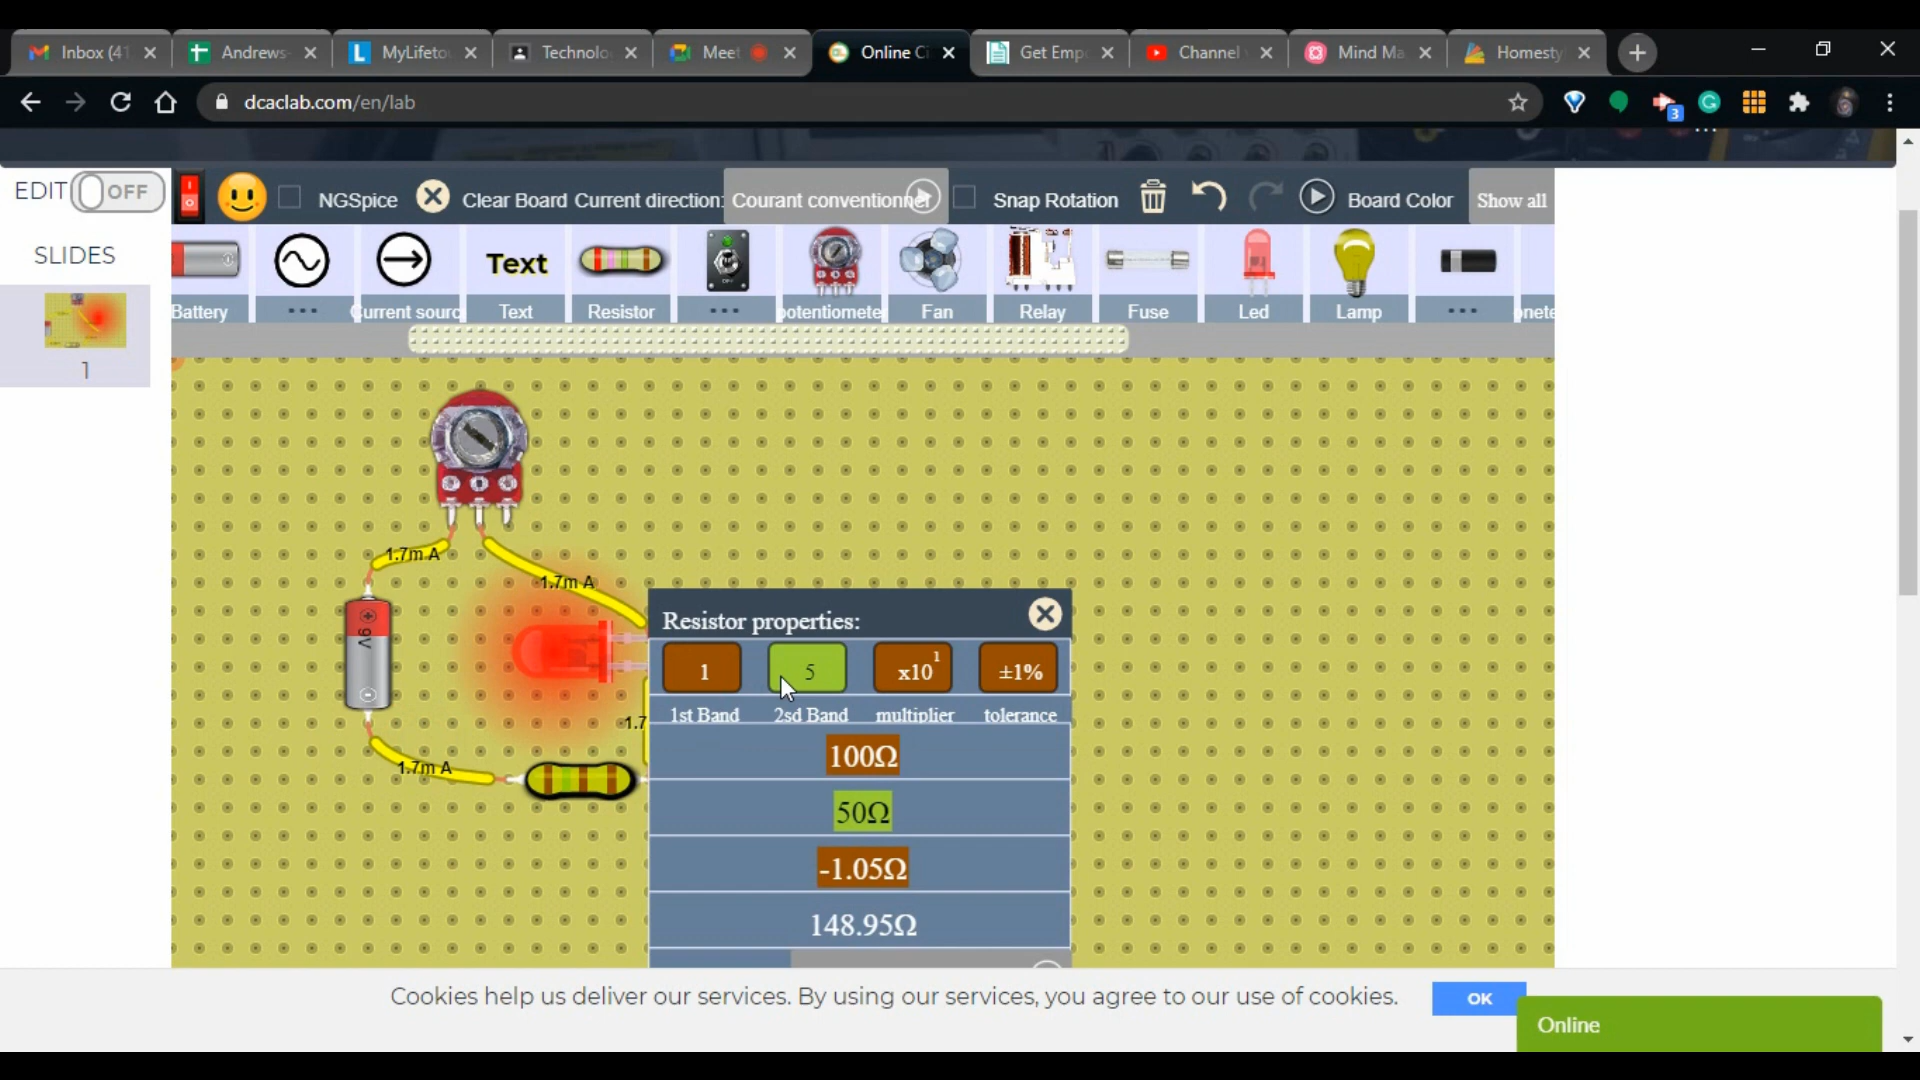 Inbox (41
Andrews-
MyLifeto
Technolo
Meet
Online Ci
Get Emp
Channel
Mind Ma
Homesty
dcaclab.com/en/lab
3
EDIT
OFF
NGSpice
Clear Board
Current direction:
Courant conventionnel
Snap Rotation
Board Color
Show all
SLIDES
1
Text
Battery
...
Current sourc
Text
Resistor
...
potentiomete
Fan
Relay
Fuse
Led
Lamp
...
onete
1.7m A
1.7m A
9V
1.7
1.7m A
Resistor properties:
1
5
x10¹
±1%
1st Band
2sd Band
multiplier
tolerance
100Ω
50Ω
-1.05Ω
148.95Ω
Cookies help us deliver our services. By using our services, you agree to our use of cookies.
OK
Online